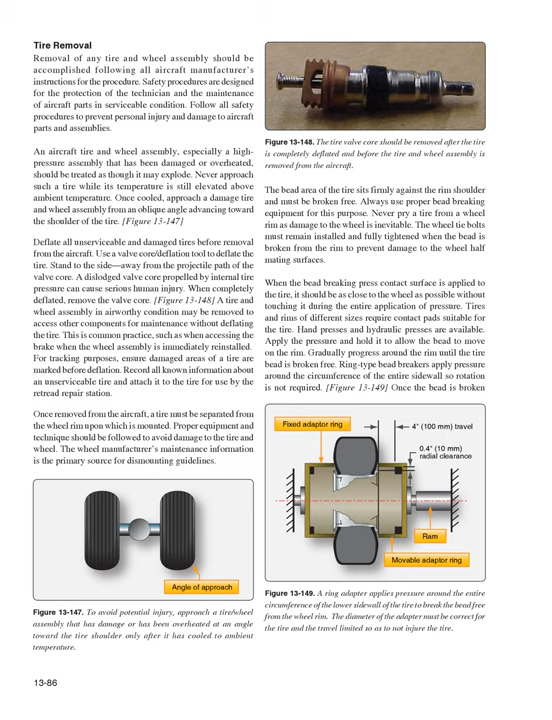 Tire Removal
Removal of any tire and wheel assembly should be
accomplished following all aircraft manufacturer's
instructions for the procedure. Safety procedures are designed
for the protection of the technician and the maintenance
of aircraft parts in serviceable condition. Follow all safety
procedures to prevent personal injury and damage to aircraft
parts and assemblies.
An aircraft tire and wheel assembly, especially a high-
pressure assembly that has been damaged or overheated,
should be treated as though it may explode. Never approach
such a tire while its temperature is still elevated above
ambient temperature. Once cooled, approach a damage tire
and wheel assembly from an oblique angle advancing toward
the shoulder of the tire. [Figure 13-147]
Deflate all unserviceable and damaged tires before removal
from the aircraft. Use a valve core/deflation tool to deflate the
tire. Stand to the side—away from the projectile path of the
valve core. A dislodged valve core propelled by internal tire
pressure can cause serious human injury. When completely
deflated, remove the valve core. [Figure 13-148] A tire and
wheel assembly in airworthy condition may be removed to
access other components for maintenance without deflating
the tire. This is common practice, such as when accessing the
brake when the wheel assembly is immediately reinstalled.
For tracking purposes, ensure damaged areas of a tire are
marked before deflation. Record all known information about
an unserviceable tire and attach it to the tire for use by the
retread repair station.
Once removed from the aircraft, a tire must be separated from
the wheel rim upon which is mounted. Proper equipment and
technique should be followed to avoid damage to the tire and
wheel. The wheel manufacturer's maintenance information
is the primary source for dismounting guidelines.
Angle of approach
Figure 13-147. To avoid potential injury, approach a tire/wheel
assembly that has damage or has been overheated at an angle
toward the tire shoulder only after it has cooled to ambient
temperature.
Figure 13-148. The tire valve core should be removed after the tire
is completely deflated and before the tire and wheel assembly is
removed from the aircraft.
The bead area of the tire sits firmly against the rim shoulder
and must be broken free. Always use proper bead breaking
equipment for this purpose. Never pry a tire from a wheel
rim as damage to the wheel is inevitable. The wheel tie bolts
must remain installed and fully tightened when the bead is
broken from the rim to prevent damage to the wheel half
mating surfaces.
When the bead breaking press contact surface is applied to
the tire, it should be as close to the wheel as possible without
touching it during the entire application of pressure. Tires
and rims of different sizes require contact pads suitable for
the tire. Hand presses and hydraulic presses are available.
Apply the pressure and hold it to allow the bead to move
on the rim. Gradually progress around the rim until the tire
bead is broken free. Ring-type bead breakers apply pressure
around the circumference of the entire sidewall so rotation
is not required. [Figure 13-149] Once the bead is broken
Fixed adaptor ring
4" (100 mm) travel
0.4" (10 mm)
radial clearance
Ram
Movable adaptor ring
Figure 13-149. A ring adapter applies pressure around the entire
circumference of the lower sidewall of the tire to break the bead free
from the wheel rim. The diameter of the adapter must be correct for
the tire and the travel limited so as to not injure the tire.
13-86